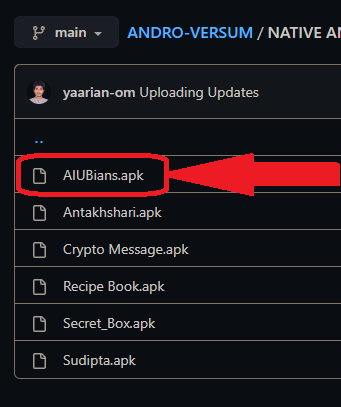 main ANDRO-VERSUM / NATIVE
yaarian-om Uploading Updates
..
AIUBians.apk
Antakhshari.apk
Crypto Message.apk
Recipe Book.apk
Secret_Box.apk
Sudipta.apk